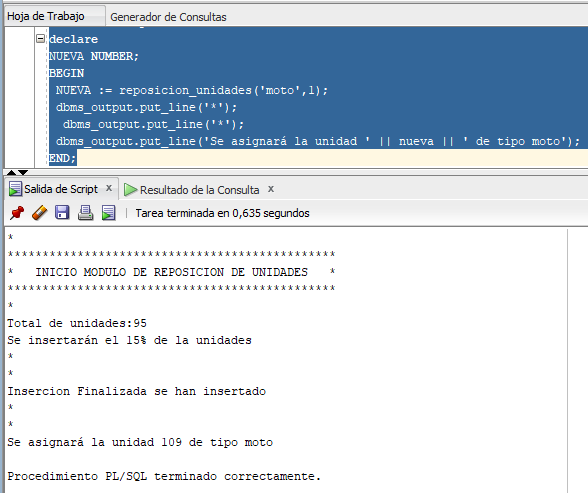 Hoja de Trabajo Generador de Consultas
declare
NUEVA NUMBER;
BEGIN
NUEVA := reposicion_unidades('moto',1);
dbms_output.put_line('*');
dbms_output.put_line('*');
dbms_output.put_line('Se asignará la unidad ' || nueva || ' de tipo moto');
END;
Salida de Script x Resultado de la Consulta x
Tarea terminada en 0,635 segundos
*
***********************************************
*   INICIO MODULO DE REPOSICION DE UNIDADES   *
***********************************************
*
Total de unidades:95
Se insertarán el 15% de la unidades
*
*
Insercion Finalizada se han insertado
*
*
Se asignará la unidad 109 de tipo moto
Procedimiento PL/SQL terminado correctamente.